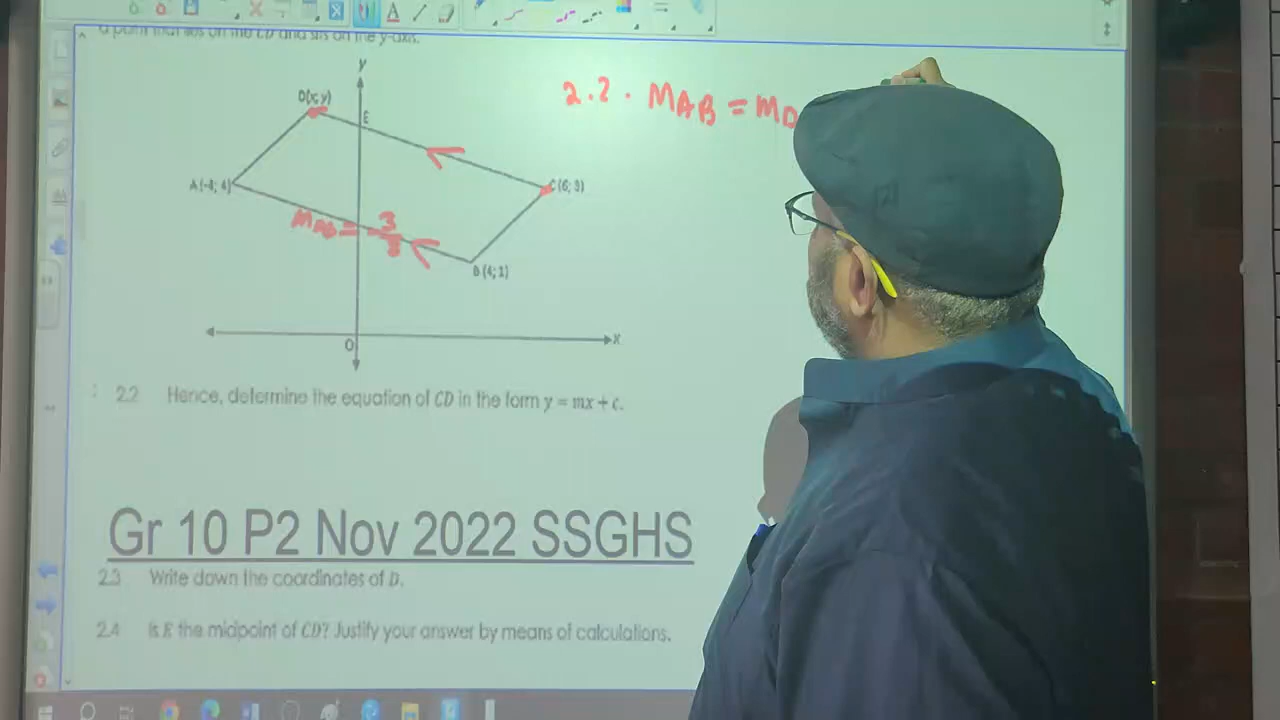 a point that lies on the CD and sits on the y-axis.
y
D(x; y)
E
2.2. MAB = MD
A(-4; 4)
C(6; 3)
MAB = -3/8
B(4; 1)
O
x
2.2 Hence, determine the equation of CD in the form y = mx + c.
Gr 10 P2 Nov 2022 SSGHS
2.3 Write down the coordinates of D.
2.4 Is E the midpoint of CD? Justify your answer by means of calculations.